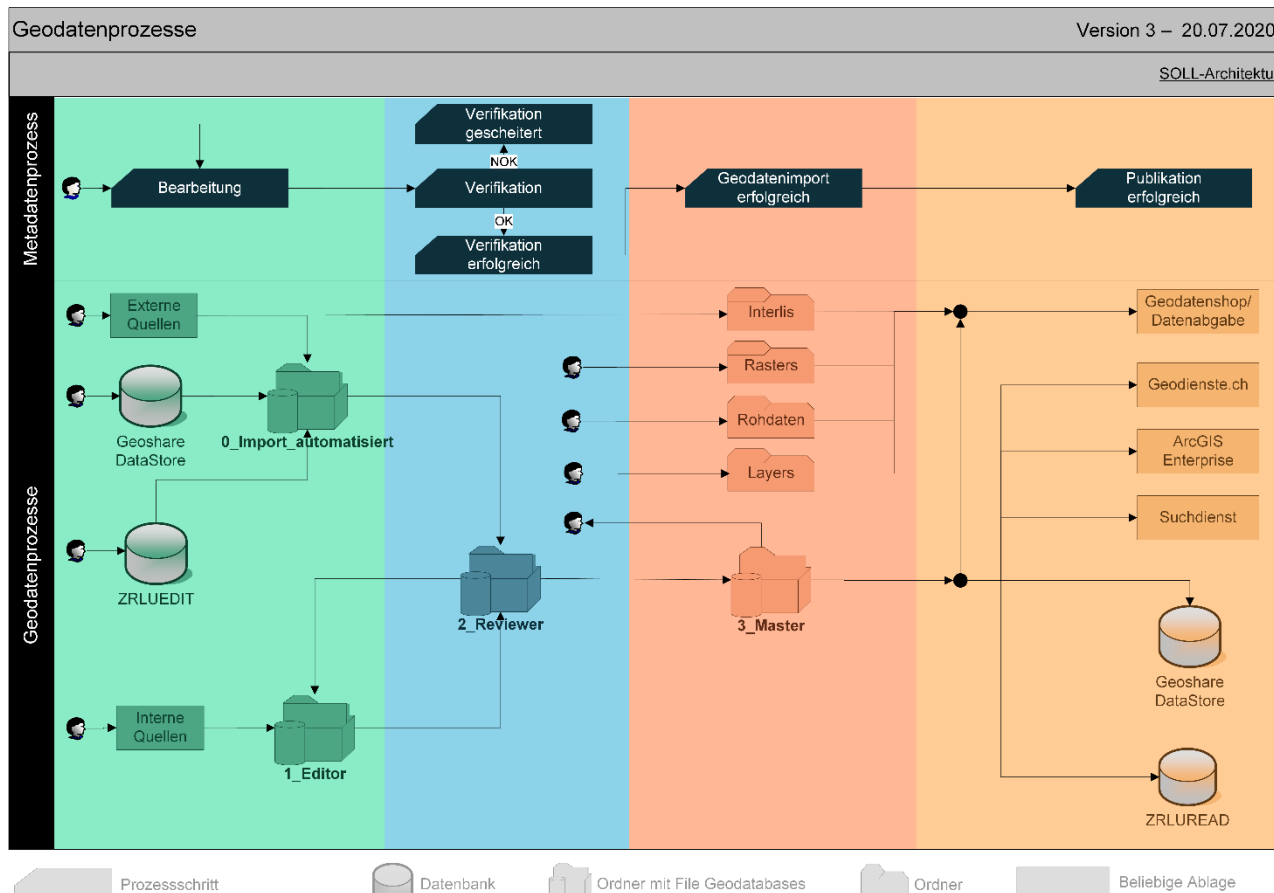 Geodatenprozesse
Version 3 – 20.07.2020
SOLL-Architektu
Metadatenprozess
Verifikation
gescheitert
NOK
Bearbeitung
Verifikation
Geodatenimport
erfolgreich
Publikation
erfolgreich
OK
Verifikation
erfolgreich
Geodatenprozesse
Externe
Quellen
Interlis
Geodatenshop/
Datenabgabe
Rasters
Geodienste.ch
Geoshare
DataStore
0_Import_automatisiert
Rohdaten
ArcGIS
Enterprise
Layers
Suchdienst
ZRLUEDIT
2_Reviewer
3_Master
Geoshare
DataStore
Interne
Quellen
1_Editor
ZRLUREAD
Prozessschritt
Datenbank
Ordner mit File Geodatabases
Ordner
Beliebige Ablage